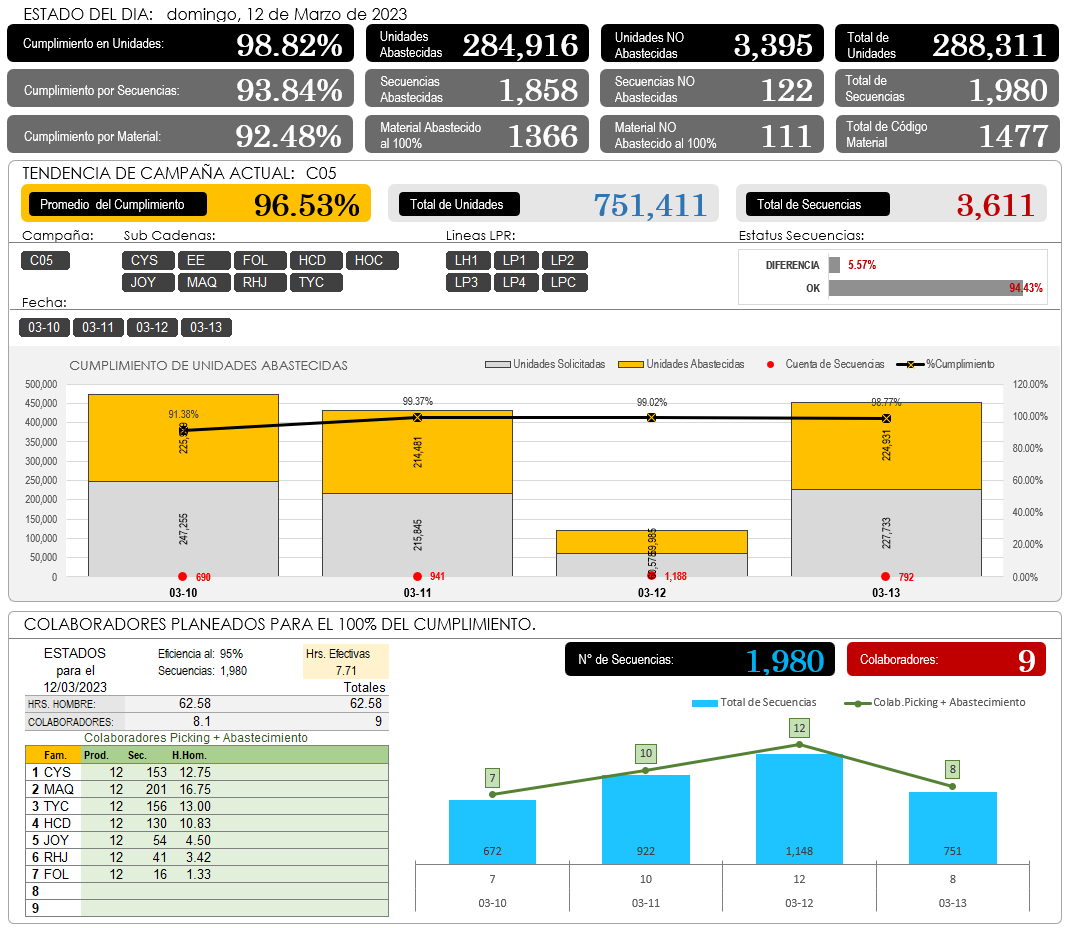 ESTADO DEL DIA: domingo, 12 de Marzo de 2023
Cumplimiento en Unidades: 98.82%
Unidades Abastecidas 284,916
Unidades NO Abastecidas 3,395
Total de Unidades 288,311
Cumplimiento por Secuencias: 93.84%
Secuencias Abastecidas 1,858
Secuencias NO Abastecidas 122
Total de Secuencias 1,980
Cumplimiento por Material: 92.48%
Material Abastecido al 100% 1366
Material NO Abastecido al 100% 111
Total de Código Material 1477
TENDENCIA DE CAMPAÑA ACTUAL: C05
Promedio del Cumplimiento 96.53%
Total de Unidades 751,411
Total de Secuencias 3,611
Campaña:
C05
Sub Cadenas:
CYS EE FOL HCD HOC
JOY MAQ RHJ TYC
Lineas LPR:
LH1 LP1 LP2
LP3 LP4 LPC
Estatus Secuencias:
DIFERENCIA 5.57%
OK 94.43%
Fecha:
03-10 03-11 03-12 03-13
CUMPLIMIENTO DE UNIDADES ABASTECIDAS
Unidades Solicitadas Unidades Abastecidas Cuenta de Secuencias %Cumplimiento
500,000
450,000
400,000
350,000
300,000
250,000
200,000
150,000
100,000
50,000
0
120.00%
100.00%
80.00%
60.00%
40.00%
20.00%
0.00%
91.38% 99.37% 99.02% 98.77%
214,481 59,985 224,931
247,255 215,845 227,733
690 941 1,188 792
03-10 03-11 03-12 03-13
COLABORADORES PLANEADOS PARA EL 100% DEL CUMPLIMIENTO.
ESTADOS
para el
12/03/2023
Eficiencia al: 95%
Secuencias: 1,980
Hrs. Efectivas
7.71
Totales
HRS. HOMBRE: 62.58 62.58
COLABORADORES: 8.1 9
Colaboradores Picking + Abastecimiento
Fam. Prod. Sec. H.Hom.
1 CYS 12 153 12.75
2 MAQ 12 201 16.75
3 TYC 12 156 13.00
4 HCD 12 130 10.83
5 JOY 12 54 4.50
6 RHJ 12 41 3.42
7 FOL 12 16 1.33
8
9
N° de Secuencias: 1,980
Colaboradores: 9
Total de Secuencias Colab.Picking + Abastecimiento
7 10 12 8
672 922 1,148 751
7 10 12 8
03-10 03-11 03-12 03-13